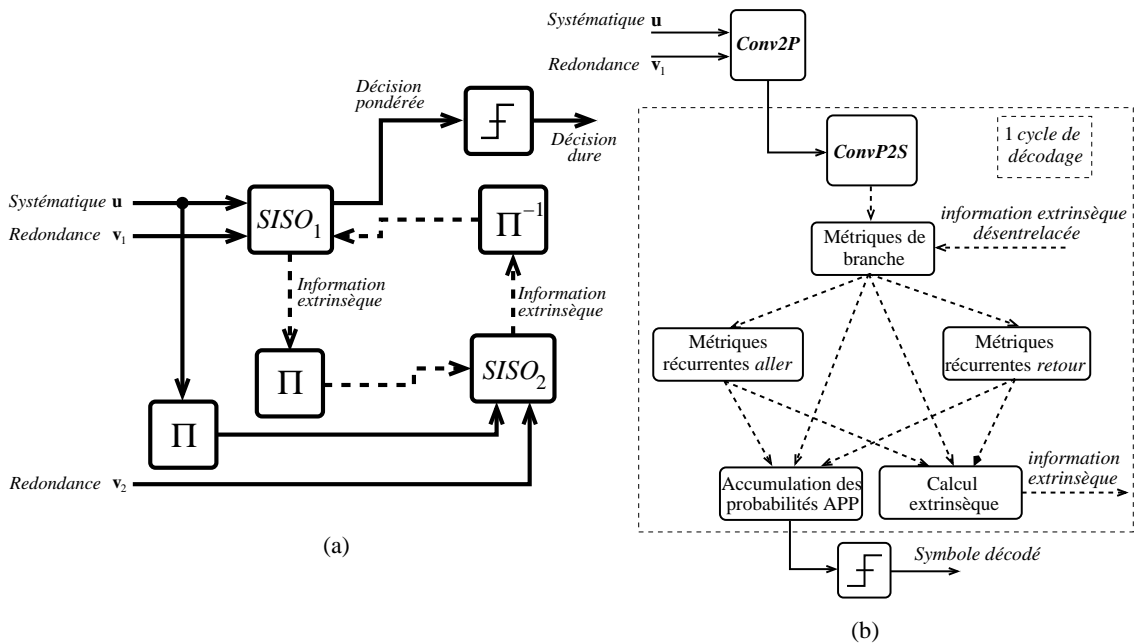 Décision
pondérée
Décision
dure
Systématique u
Redondance v₁
SISO₁
Π⁻¹
Information
extrinsèque
Information
extrinsèque
Π
SISO₂
Π
Redondance v₂
(a)
Systématique u
Redondance v₁
Conv2P
1 cycle de
décodage
ConvP2S
information extrinsèque
désentrelacée
Métriques de
branche
Métriques
récurrentes aller
Métriques
récurrentes retour
Accumulation des
probabilités APP
Calcul
extrinsèque
information
extrinsèque
Symbole décodé
(b)